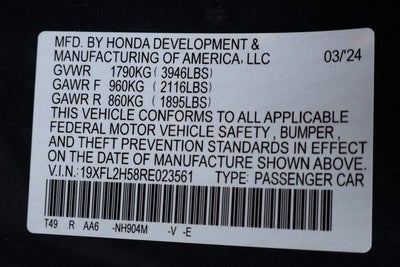 MFD. BY HONDA DEVELOPMENT &
MANUFACTURING OF AMERICA, LLC 03/'24
GVWR 1790KG (3946LBS)
GAWR F 960KG (2116LBS)
GAWR R 860KG (1895LBS)
THIS VEHICLE CONFORMS TO ALL APPLICABLE
FEDERAL MOTOR VEHICLE SAFETY , BUMPER ,
AND THEFT PREVENTION STANDARDS IN EFFECT
ON THE DATE OF MANUFACTURE SHOWN ABOVE.
V.I.N.: 19XFL2H58RE023561 TYPE: PASSENGER CAR
T49 R AA6 -NH904M -V -E